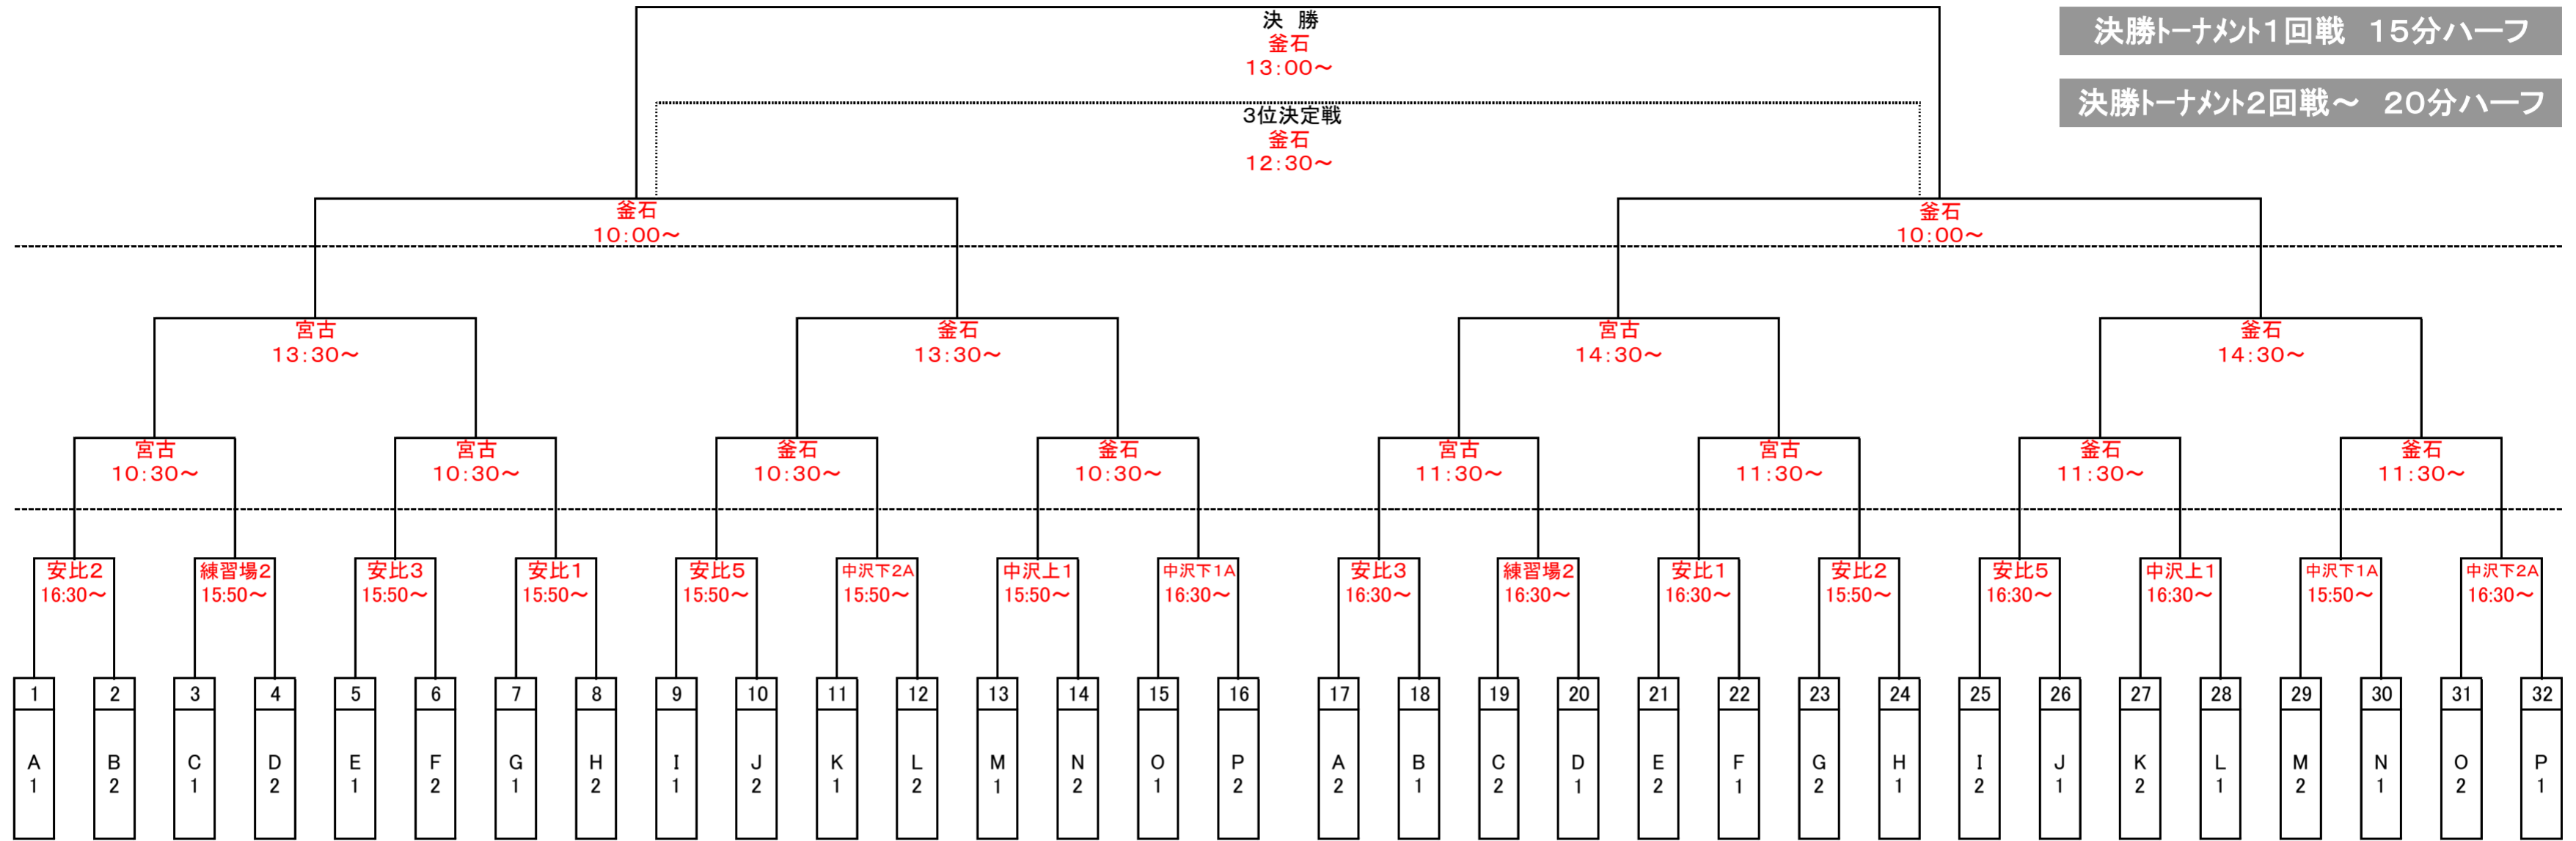 決 勝
釜石
13:00～
決勝ﾄｰﾅﾒﾝﾄ1回戦 15分ハーフ
決勝ﾄｰﾅﾒﾝﾄ2回戦～ 20分ハーフ
3位決定戦
釜石
12:30～
釜石
10:00～
釜石
10:00～
宮古
13:30～
釜石
13:30～
宮古
14:30～
釜石
14:30～
宮古
10:30～
宮古
10:30～
釜石
10:30～
釜石
10:30～
宮古
11:30～
宮古
11:30～
釜石
11:30～
釜石
11:30～
安比2
16:30～
練習場2
15:50～
安比3
15:50～
安比1
15:50～
安比5
15:50～
中沢下2A
15:50～
中沢上1
15:50～
中沢下1A
16:30～
安比3
16:30～
練習場2
16:30～
安比1
16:30～
安比2
15:50～
安比5
16:30～
中沢上1
16:30～
中沢下1A
15:50～
中沢下2A
16:30～
1 2 3 4 5 6 7 8 9 10 11 12 13 14 15 16 17 18 19 20 21 22 23 24 25 26 27 28 29 30 31 32
A B C D E F G H I J K L M N O P A B C D E F G H I J K L M N O P
1 2 1 2 1 2 1 2 1 2 1 2 1 2 1 2 2 1 2 1 2 1 2 1 2 1 2 1 2 1 2 1